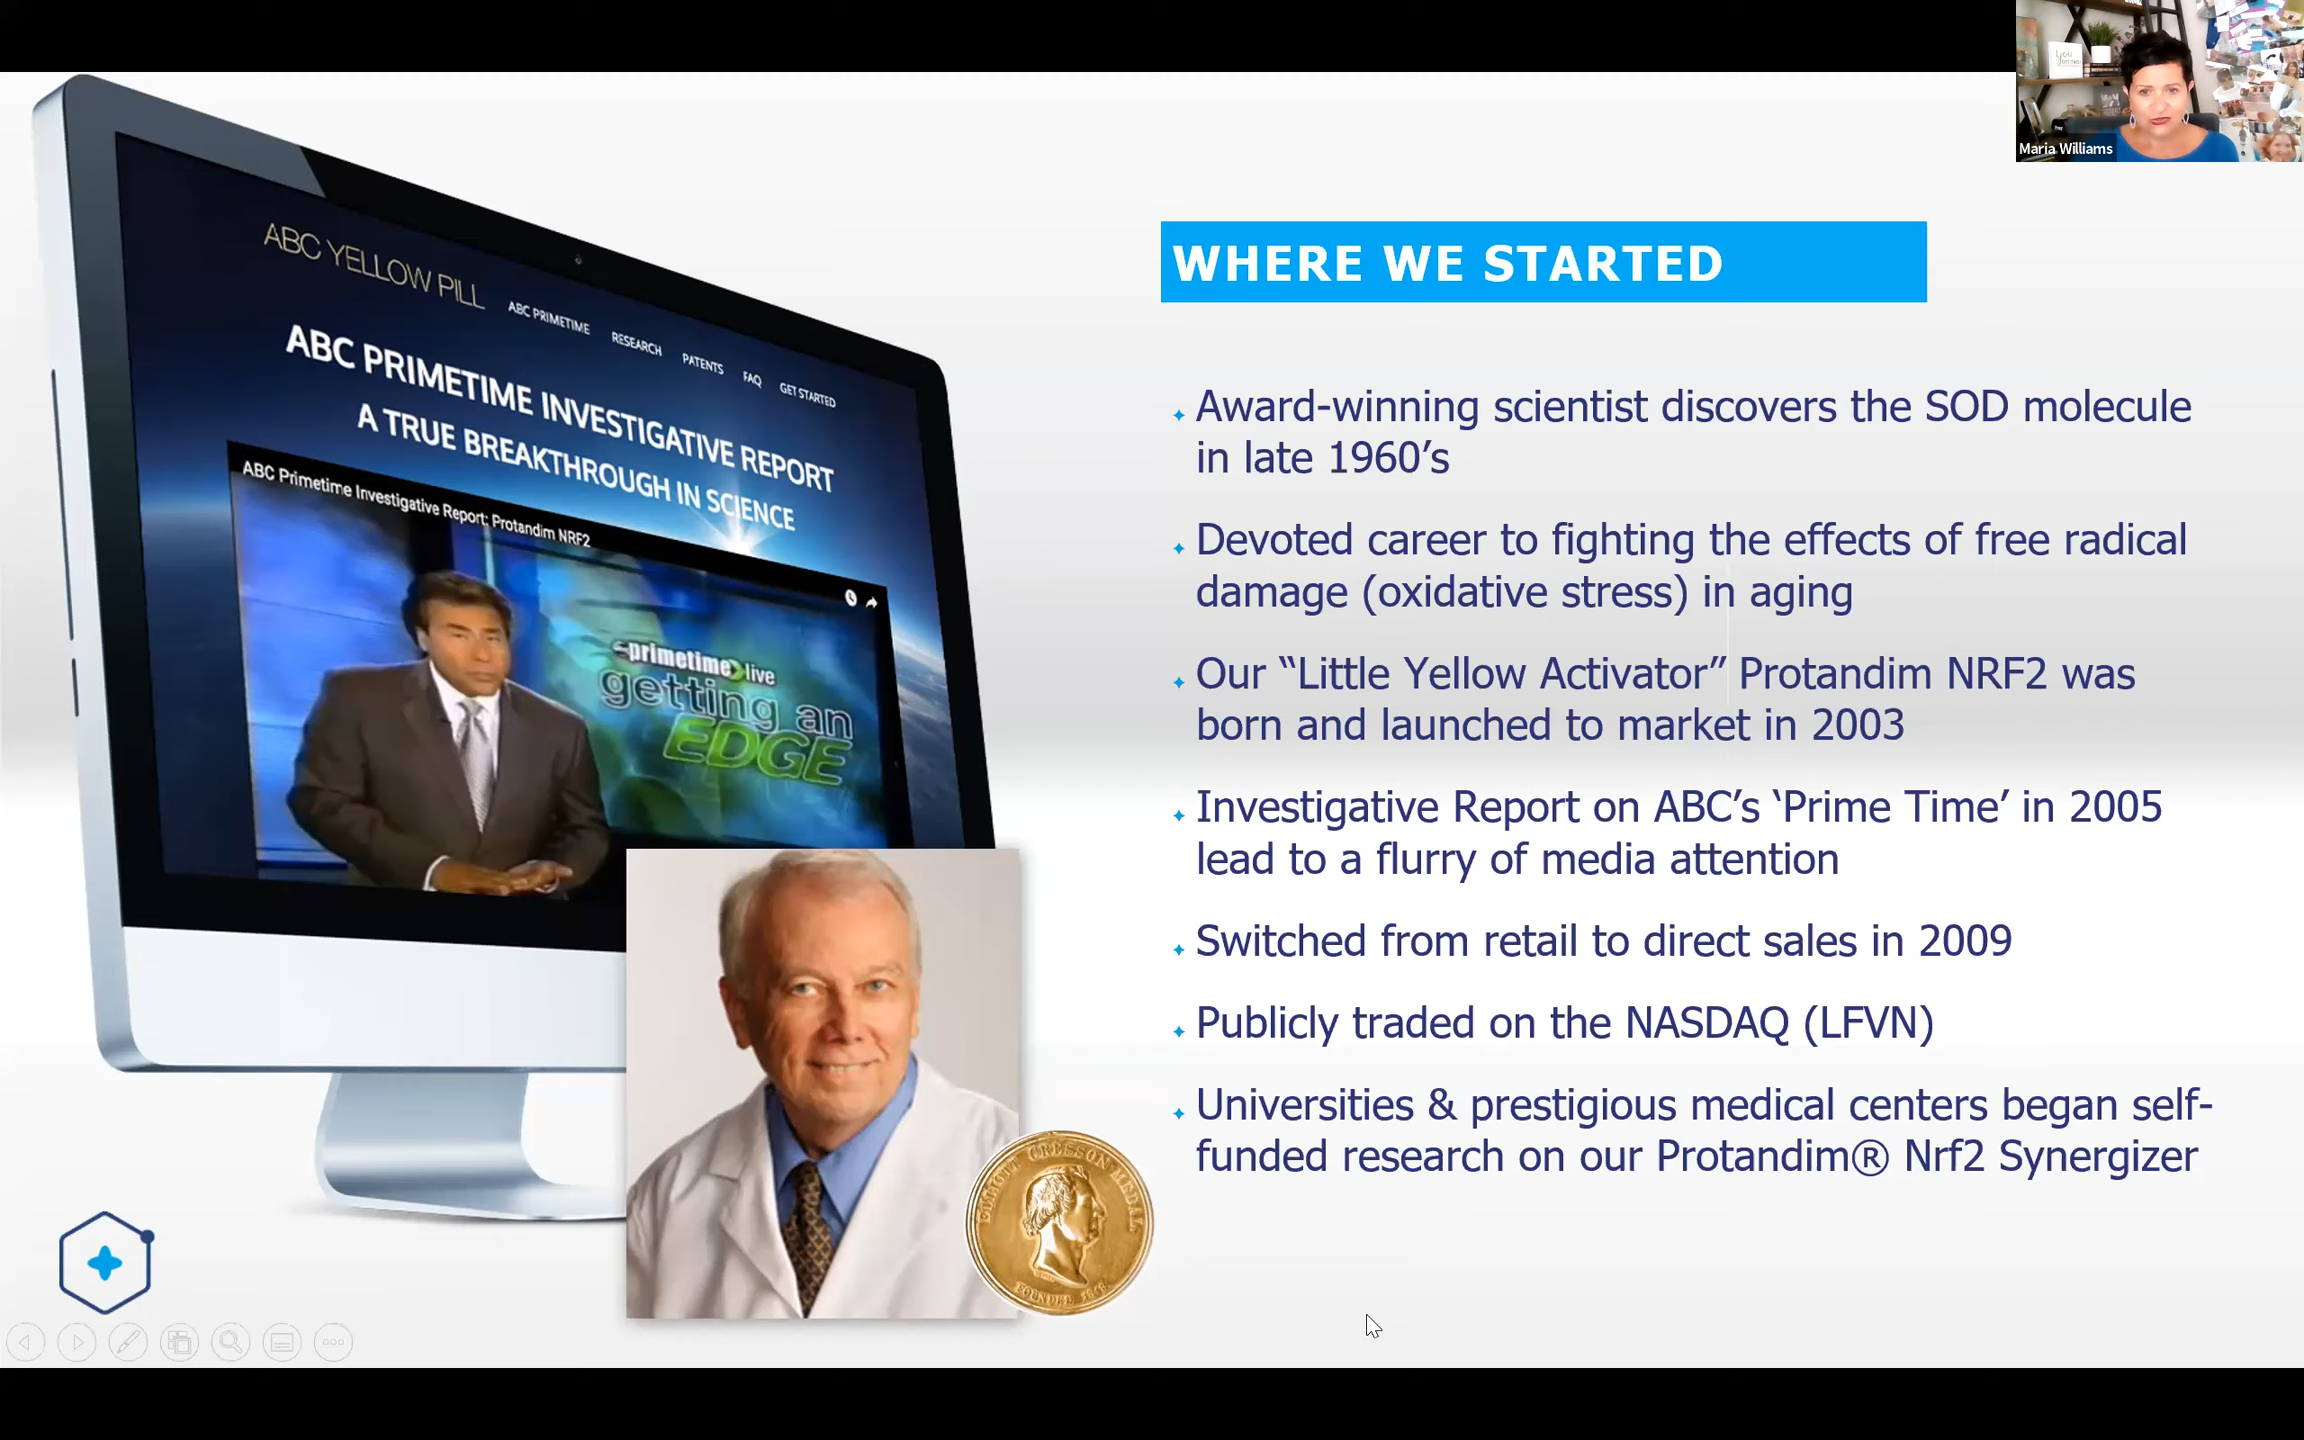 Maria Williams
ABC YELLOW PILL
ABC PRIMETIME
RESEARCH
PATENTS
FAQ
GET STARTED
ABC PRIMETIME INVESTIGATIVE REPORT
A TRUE BREAKTHROUGH IN SCIENCE
ABC Primetime Investigative Report: Protandim NRF2
primetime live
getting an
EDGE
WHERE WE STARTED
Award-winning scientist discovers the SOD molecule
in late 1960’s
Devoted career to fighting the effects of free radical
damage (oxidative stress) in aging
Our “Little Yellow Activator” Protandim NRF2 was
born and launched to market in 2003
Investigative Report on ABC’s ‘Prime Time’ in 2005
lead to a flurry of media attention
Switched from retail to direct sales in 2009
Publicly traded on the NASDAQ (LFVN)
Universities & prestigious medical centers began self-
funded research on our Protandim® Nrf2 Synergizer
ELLIOTT CRESSON MEDAL